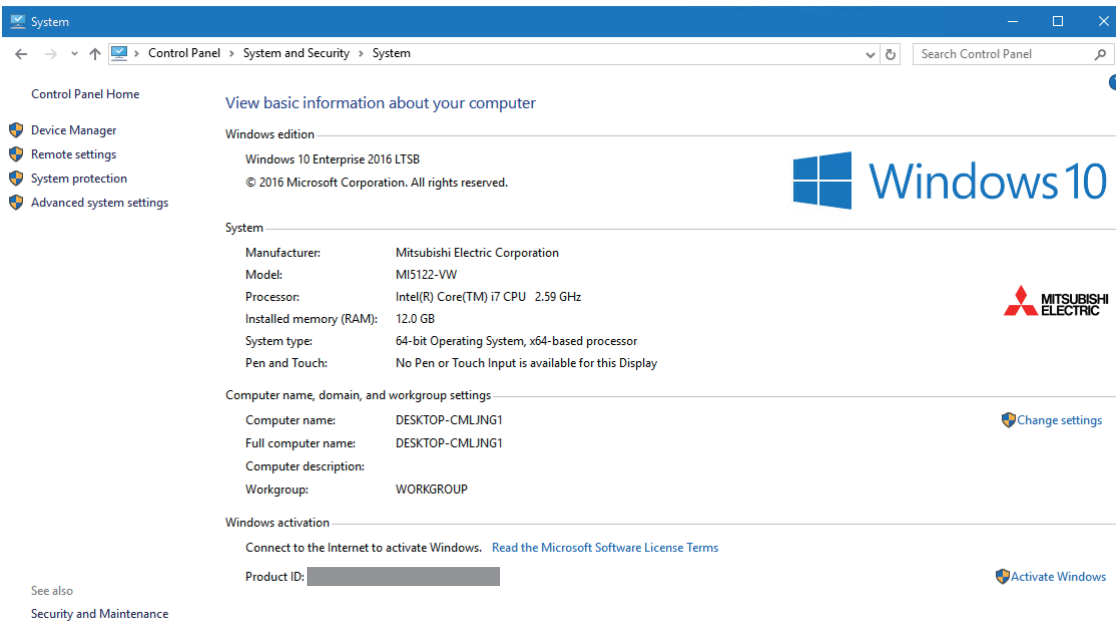 System
Control Panel > System and Security > System
Search Control Panel
Control Panel Home
Device Manager
Remote settings
System protection
Advanced system settings
View basic information about your computer
Windows edition
Windows 10 Enterprise 2016 LTSB
© 2016 Microsoft Corporation. All rights reserved.
Windows 10
System
Manufacturer: Mitsubishi Electric Corporation
Model: MI5122-VW
Processor: Intel(R) Core(TM) i7 CPU 2.59 GHz
Installed memory (RAM): 12.0 GB
System type: 64-bit Operating System, x64-based processor
Pen and Touch: No Pen or Touch Input is available for this Display
MITSUBISHI
ELECTRIC
Computer name, domain, and workgroup settings
Computer name: DESKTOP-CMLJNG1
Change settings
Full computer name: DESKTOP-CMLJNG1
Computer description:
Workgroup: WORKGROUP
Windows activation
Connect to the Internet to activate Windows. Read the Microsoft Software License Terms
Product ID:
Activate Windows
See also
Security and Maintenance